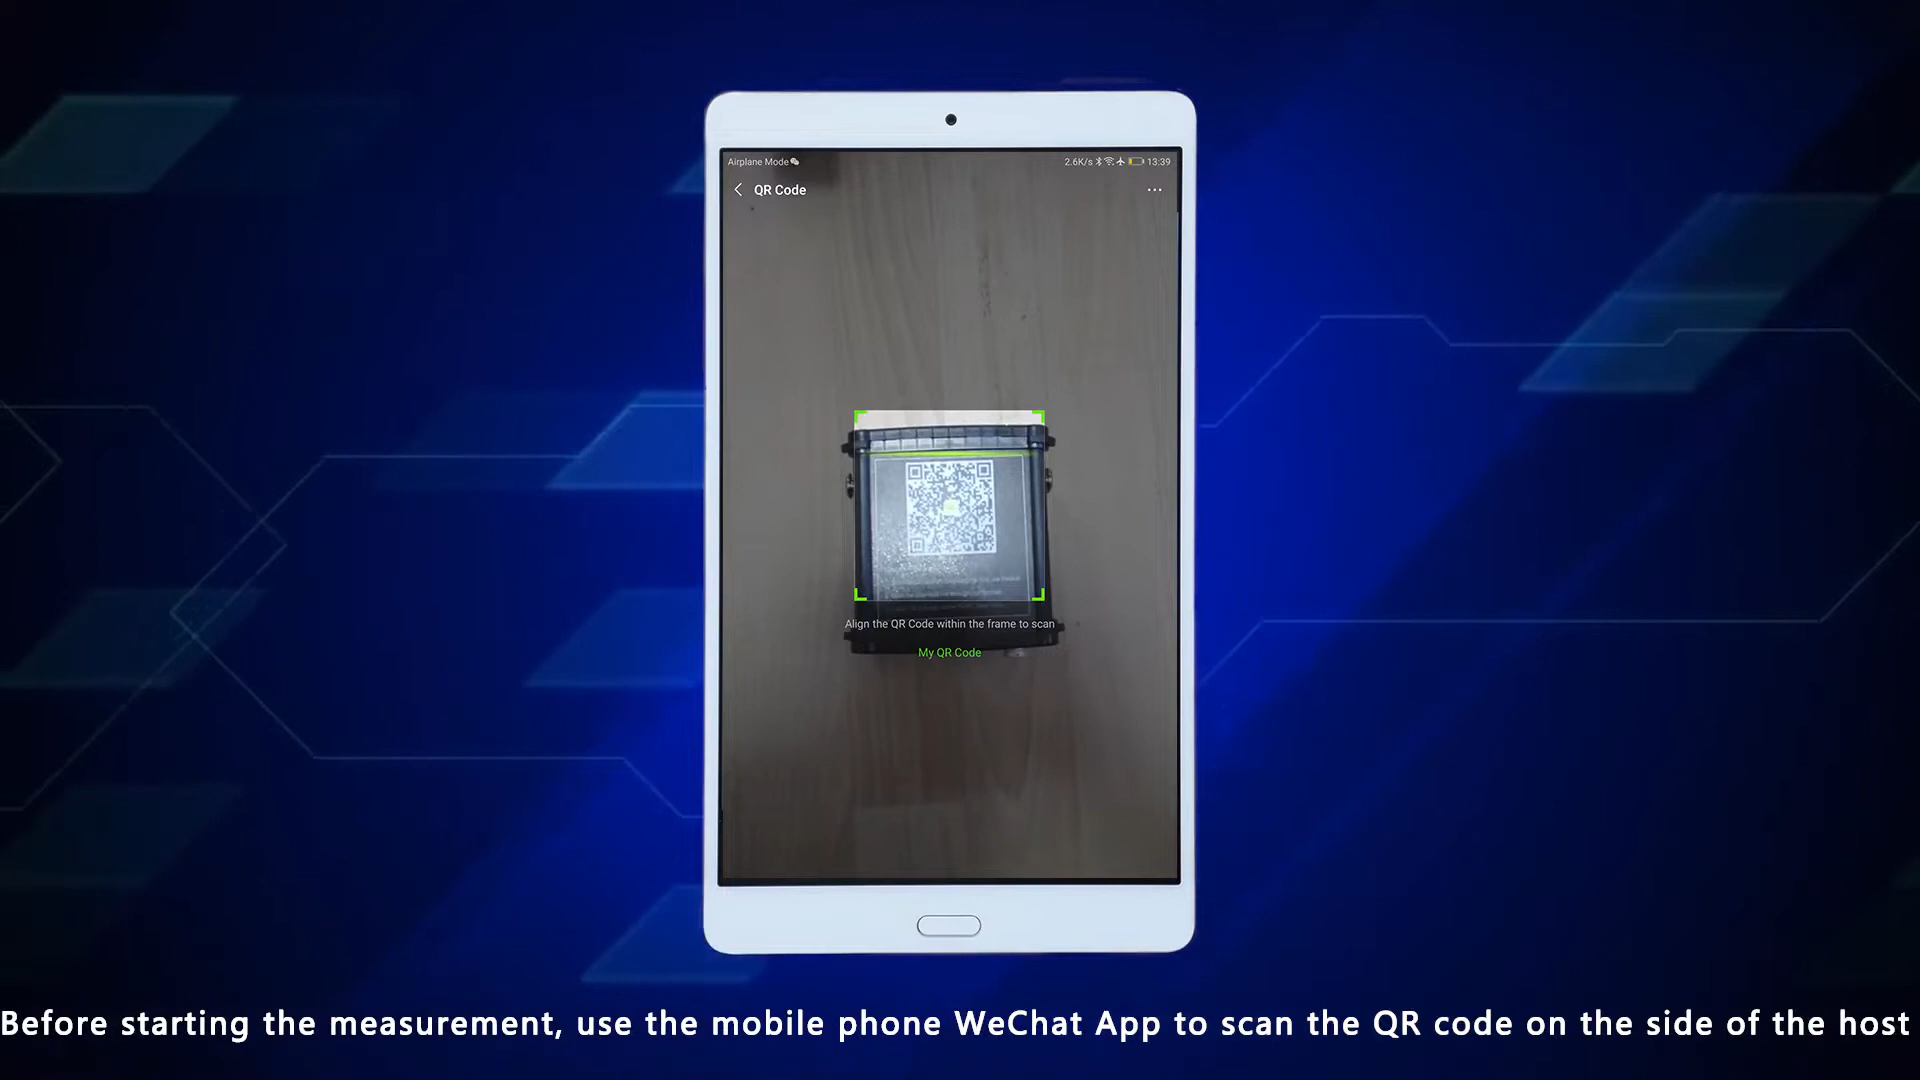 Airplane Mode
2.6K/s 13:39
QR Code
Align the QR Code within the frame to scan
My QR Code
Before starting the measurement, use the mobile phone WeChat App to scan the QR code on the side of the host